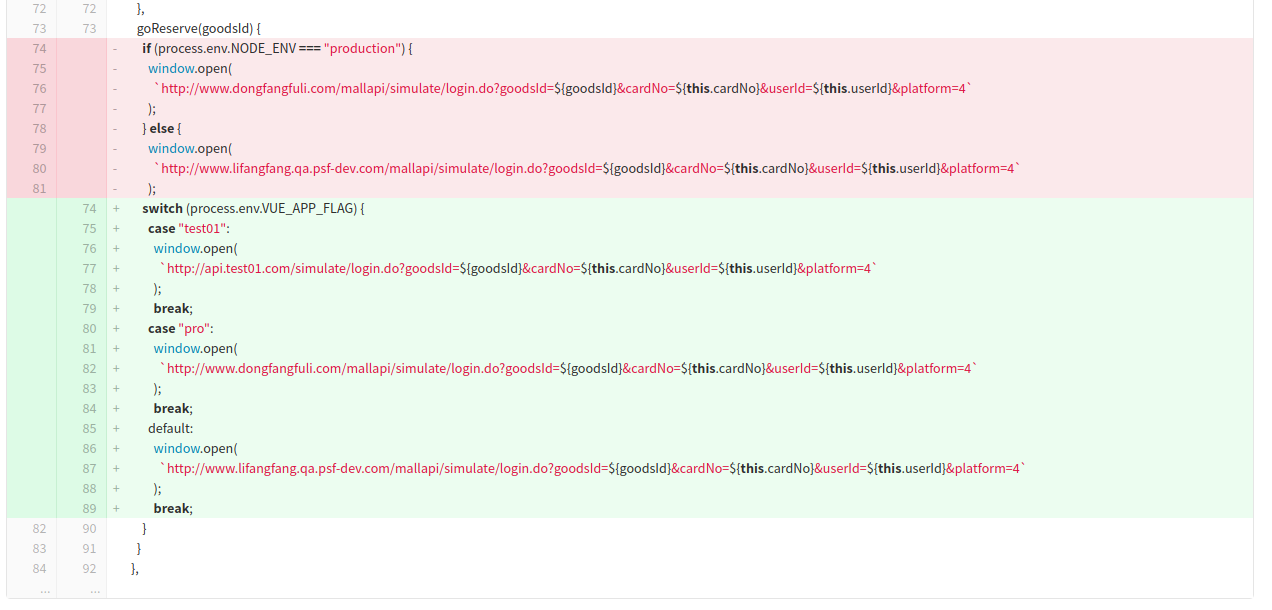 72 72 },
73 73 goReserve(goodsId) {
74 - if (process.env.NODE_ENV === "production") {
75 - window.open(
76 - `http://www.dongfangfuli.com/mallapi/simulate/login.do?goodsId=${goodsId}&cardNo=${this.cardNo}&userId=${this.userId}&platform=4`
77 - );
78 - } else {
79 - window.open(
80 - `http://www.lifangfang.qa.psf-dev.com/mallapi/simulate/login.do?goodsId=${goodsId}&cardNo=${this.cardNo}&userId=${this.userId}&platform=4`
81 - );
74 + switch (process.env.VUE_APP_FLAG) {
75 + case "test01":
76 + window.open(
77 + `http://api.test01.com/simulate/login.do?goodsId=${goodsId}&cardNo=${this.cardNo}&userId=${this.userId}&platform=4`
78 + );
79 + break;
80 + case "pro":
81 + window.open(
82 + `http://www.dongfangfuli.com/mallapi/simulate/login.do?goodsId=${goodsId}&cardNo=${this.cardNo}&userId=${this.userId}&platform=4`
83 + );
84 + break;
85 + default:
86 + window.open(
87 + `http://www.lifangfang.qa.psf-dev.com/mallapi/simulate/login.do?goodsId=${goodsId}&cardNo=${this.cardNo}&userId=${this.userId}&platform=4`
88 + );
89 + break;
82 90 }
83 91 }
84 92 },
... ...